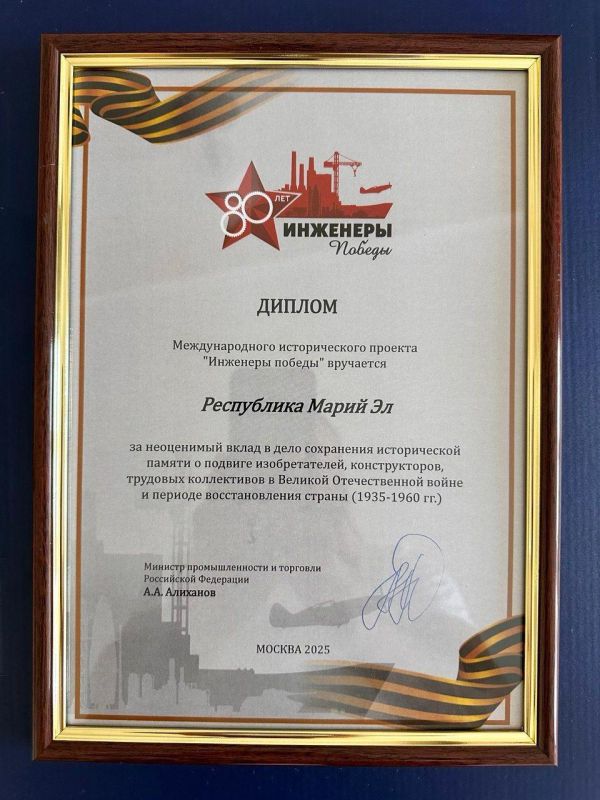 80 ЛЕТ
ИНЖЕНЕРЫ
Победы
ДИПЛОМ
Международного исторического проекта
"Инженеры победы" вручается
Республика Марий Эл
за неоценимый вклад в дело сохранения исторической
памяти о подвиге изобретателей, конструкторов,
трудовых коллективов в Великой Отечественной войне
и периоде восстановления страны (1935-1960 гг.)
Министр промышленности и торговли
Российской Федерации
А.А. Алиханов
МОСКВА 2025